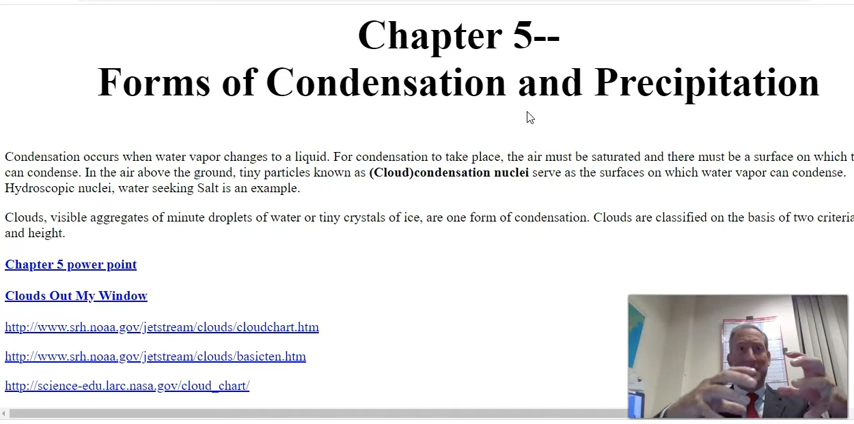 Chapter 5--
Forms of Condensation and Precipitation
Condensation occurs when water vapor changes to a liquid. For condensation to take place, the air must be saturated and there must be a surface on which t
can condense. In the air above the ground, tiny particles known as (Cloud)condensation nuclei serve as the surfaces on which water vapor can condense.
Hydroscopic nuclei, water seeking Salt is an example.
Clouds, visible aggregates of minute droplets of water or tiny crystals of ice, are one form of condensation. Clouds are classified on the basis of two criteria
and height.
Chapter 5 power point
Clouds Out My Window
http://www.srh.noaa.gov/jetstream/clouds/cloudchart.htm
http://www.srh.noaa.gov/jetstream/clouds/basicten.htm
http://science-edu.larc.nasa.gov/cloud_chart/